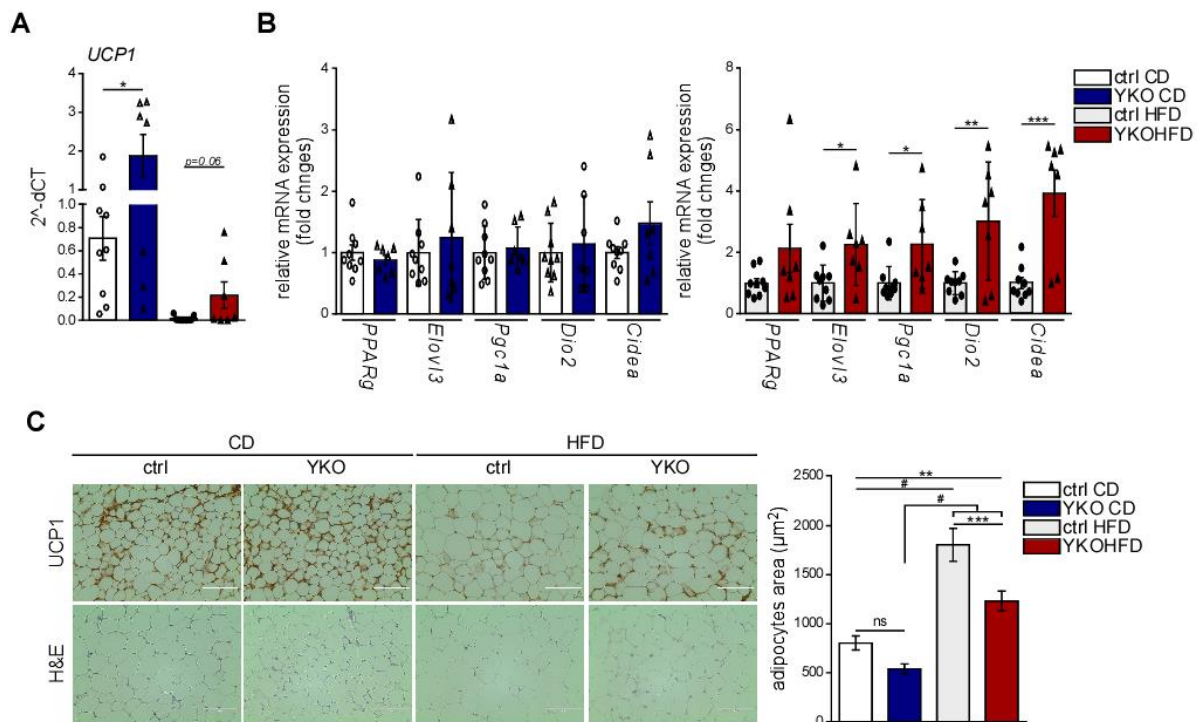 A
UCP1
2^-dCT
4
3
2
1
1.0
0.8
0.6
0.4
0.2
0.0
*
p=0.06
B
relative mRNA expression
(fold chnges)
4
2
1
0
PPARg
Elovl3
Pgc1a
Dio2
Cidea
relative mRNA expression
(fold chnges)
8
6
4
2
0
*
*
**
***
PPARg
Elovl3
Pgc1a
Dio2
Cidea
ctrl CD
YKO CD
ctrl HFD
YKOHFD
C
CD
HFD
ctrl
YKO
ctrl
YKO
UCP1
H&E
adipocytes area (µm²)
2500
2000
1500
1000
500
0
**
#
#
***
ns
ctrl CD
YKO CD
ctrl HFD
YKOHFD